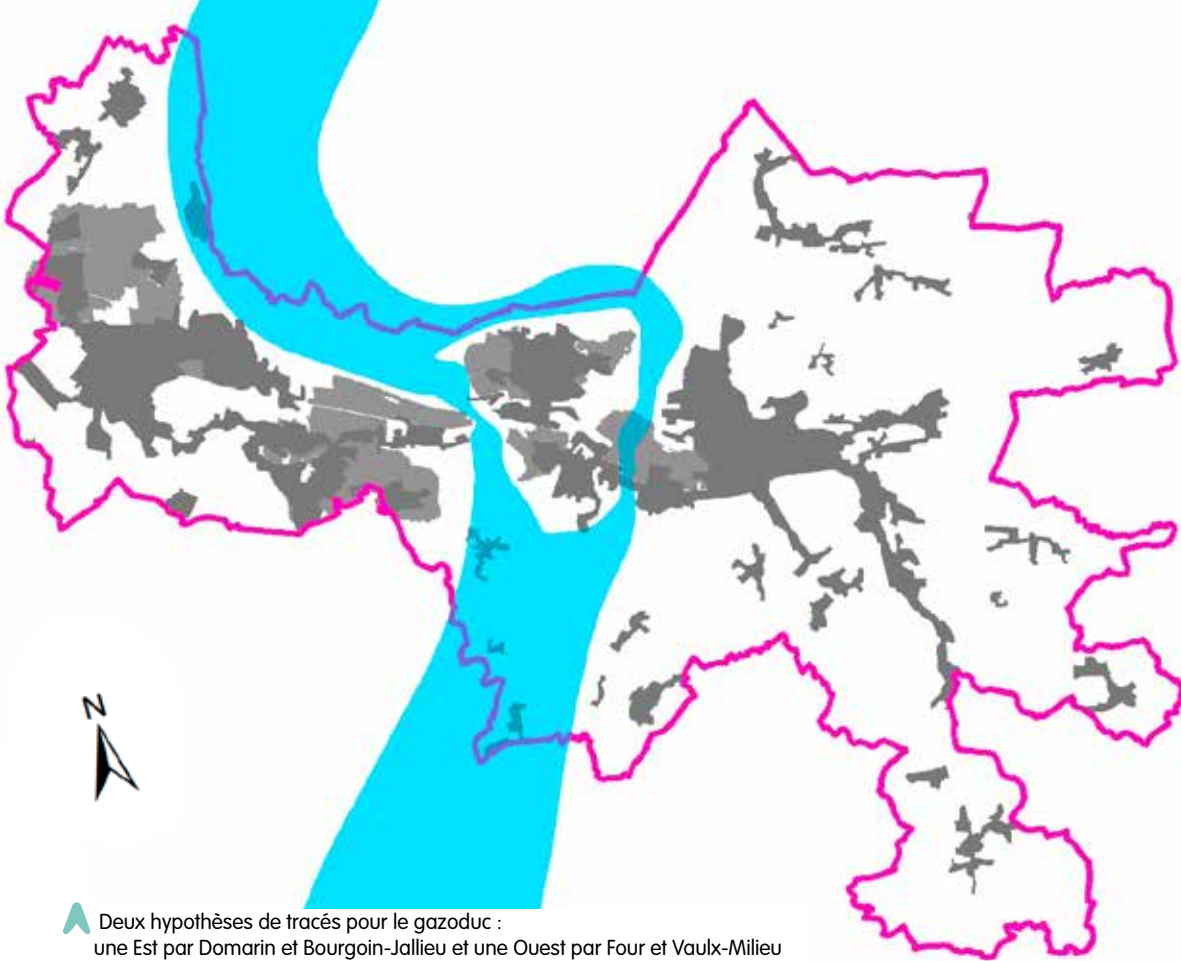 N
Deux hypothèses de tracés pour le gazoduc :
une Est par Domarin et Bourgoin-Jallieu et une Ouest par Four et Vaulx-Milieu